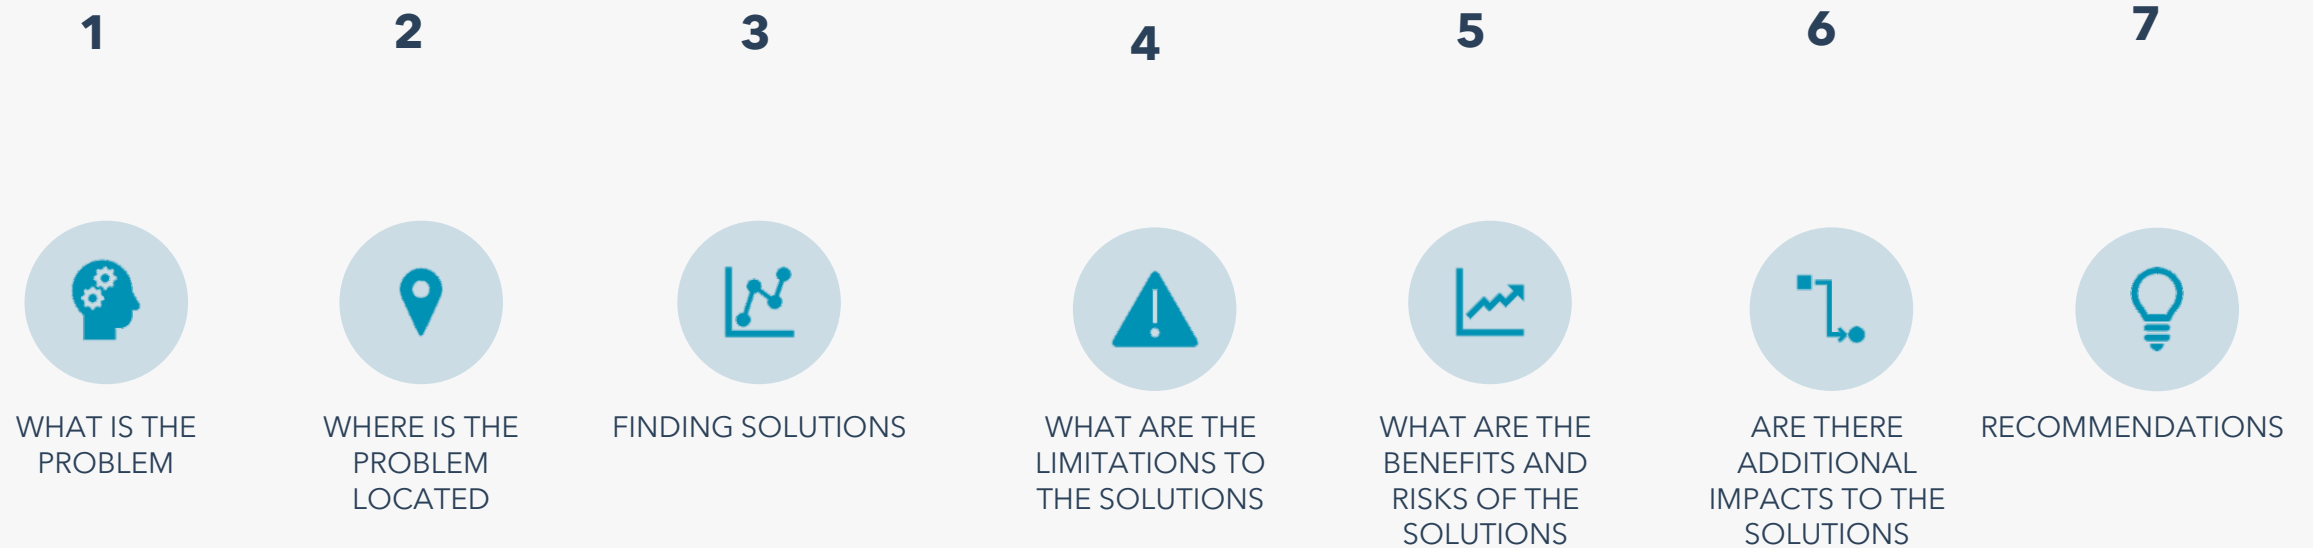 1
2
3
4
5
6
7
WHAT IS THE
PROBLEM
WHERE IS THE
PROBLEM
LOCATED
FINDING SOLUTIONS
WHAT ARE THE
LIMITATIONS TO
THE SOLUTIONS
WHAT ARE THE
BENEFITS AND
RISKS OF THE
SOLUTIONS
ARE THERE
ADDITIONAL
IMPACTS TO THE
SOLUTIONS
RECOMMENDATIONS